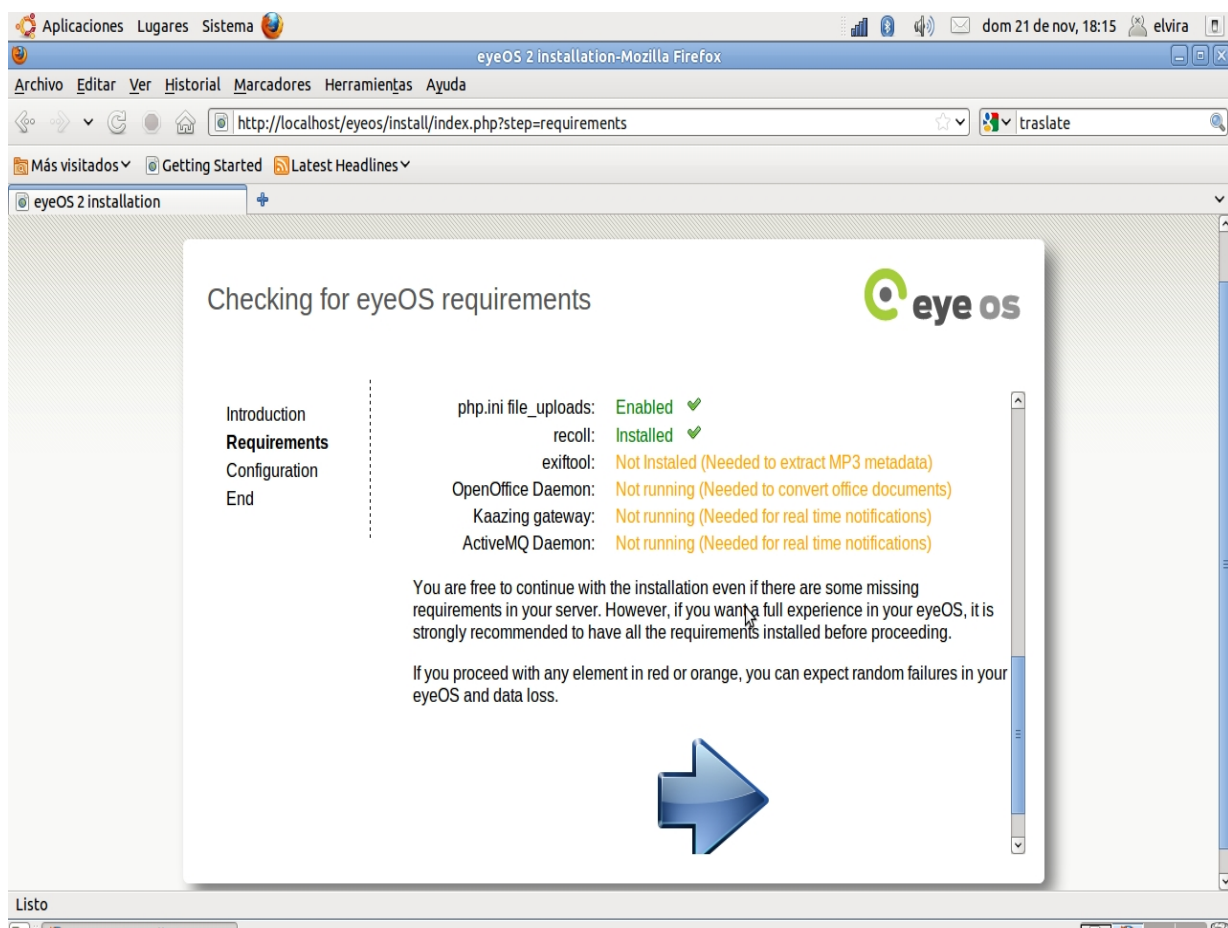 Aplicaciones Lugares Sistema dom 21 de nov, 18:15 elvira
eyeOS 2 installation-Mozilla Firefox
Archivo Editar Ver Historial Marcadores Herramientas Ayuda
http://localhost/eyeos/install/index.php?step=requirements traslate
Más visitados Getting Started Latest Headlines
eyeOS 2 installation
Checking for eyeOS requirements
eye os
Introduction
Requirements
Configuration
End
php.ini file_uploads: Enabled
recoll: Installed
exiftool: Not Instaled (Needed to extract MP3 metadata)
OpenOffice Daemon: Not running (Needed to convert office documents)
Kaazing gateway: Not running (Needed for real time notifications)
ActiveMQ Daemon: Not running (Needed for real time notifications)
You are free to continue with the installation even if there are some missing
requirements in your server. However, if you want a full experience in your eyeOS, it is
strongly recommended to have all the requirements installed before proceeding.
If you proceed with any element in red or orange, you can expect random failures in your
eyeOS and data loss.
Listo